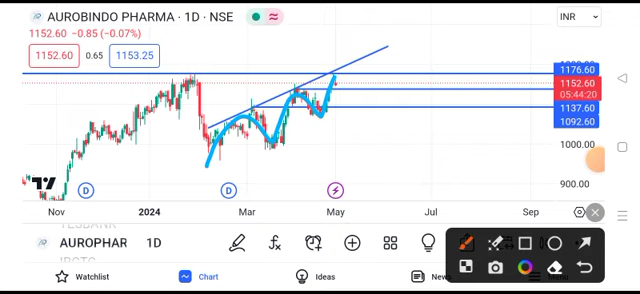 AUROBINDO PHARMA · 1D · NSE
INR
1152.60 −0.85 (−0.07%)
1152.60 0.65 1153.25
1176.60
1152.60
05:44:20
1137.60
1092.60
1000.00
900.00
D D
Nov 2024 Mar May Jul Sep
AUROPHAR 1D
Watchlist Chart Ideas News